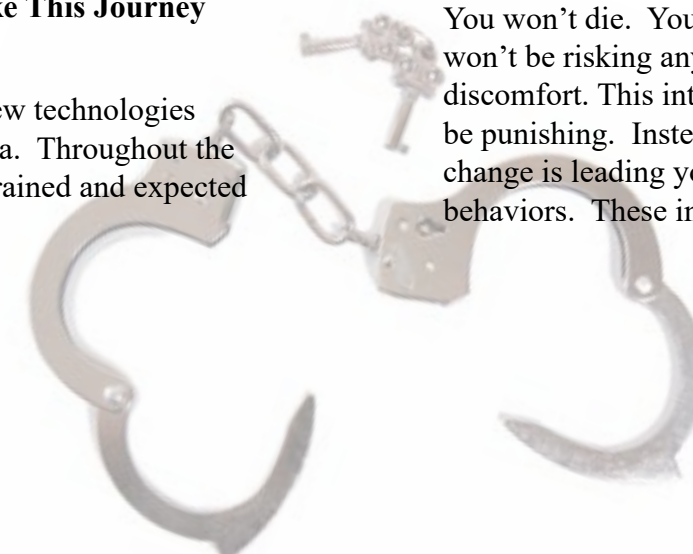 ke This Journey
ew technologies
a. Throughout the
rained and expected
You won’t die. You
won’t be risking any
discomfort. This int
be punishing. Inste
change is leading yo
behaviors. These in